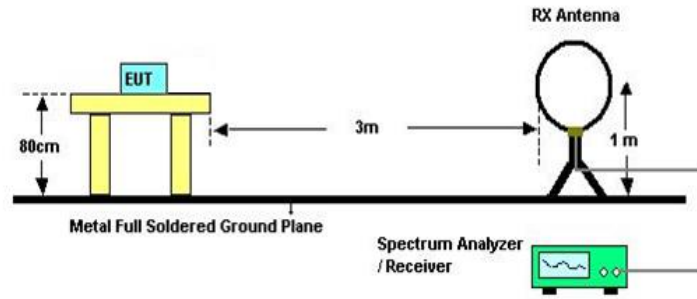 RX Antenna
EUT
80cm
3m
1 m
Metal Full Soldered Ground Plane
Spectrum Analyzer
/ Receiver